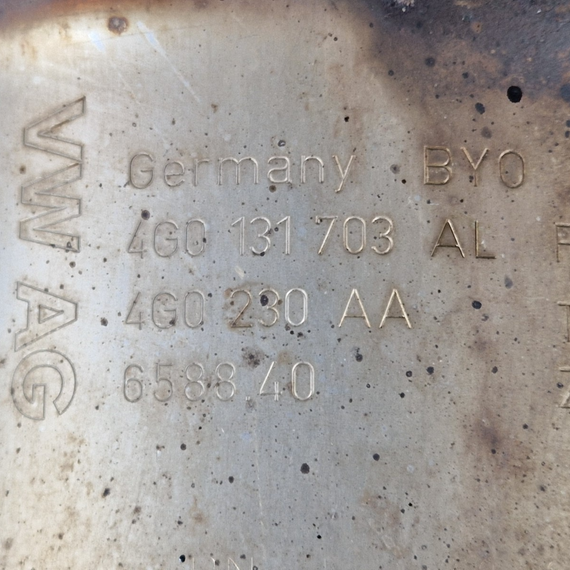 VW AG
Germany BYO
4G0 131 703 AL
4G0 230 AA
6588.40